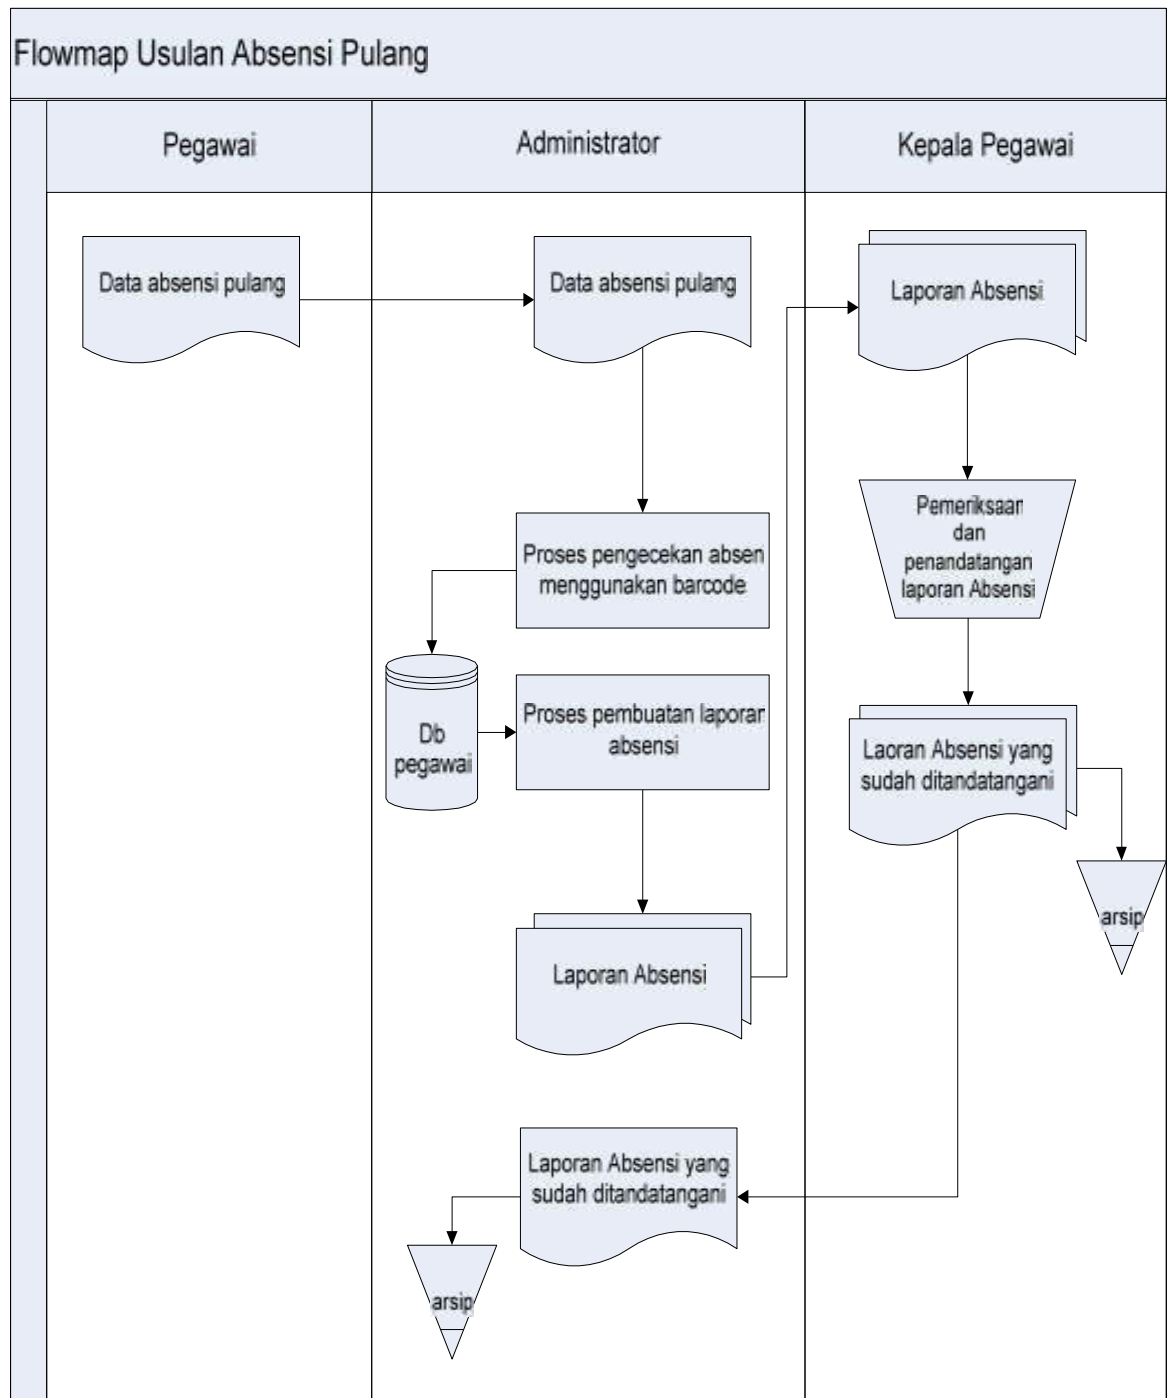 Flowmap Usulan Absensi Pulang
Pegawai
Administrator
Kepala Pegawai
Data absensi pulang
Data absensi pulang
Laporan Absensi
Proses pengecekan absen
menggunakan barcode
Pemeriksaan
dan
penandatangan
laporan Absensi
Db
pegawai
Proses pembuatan laporan
absensi
Laoran Absensi yang
sudah ditandatangani
arsip
Laporan Absensi
Laporan Absensi yang
sudah ditandatangani
arsip